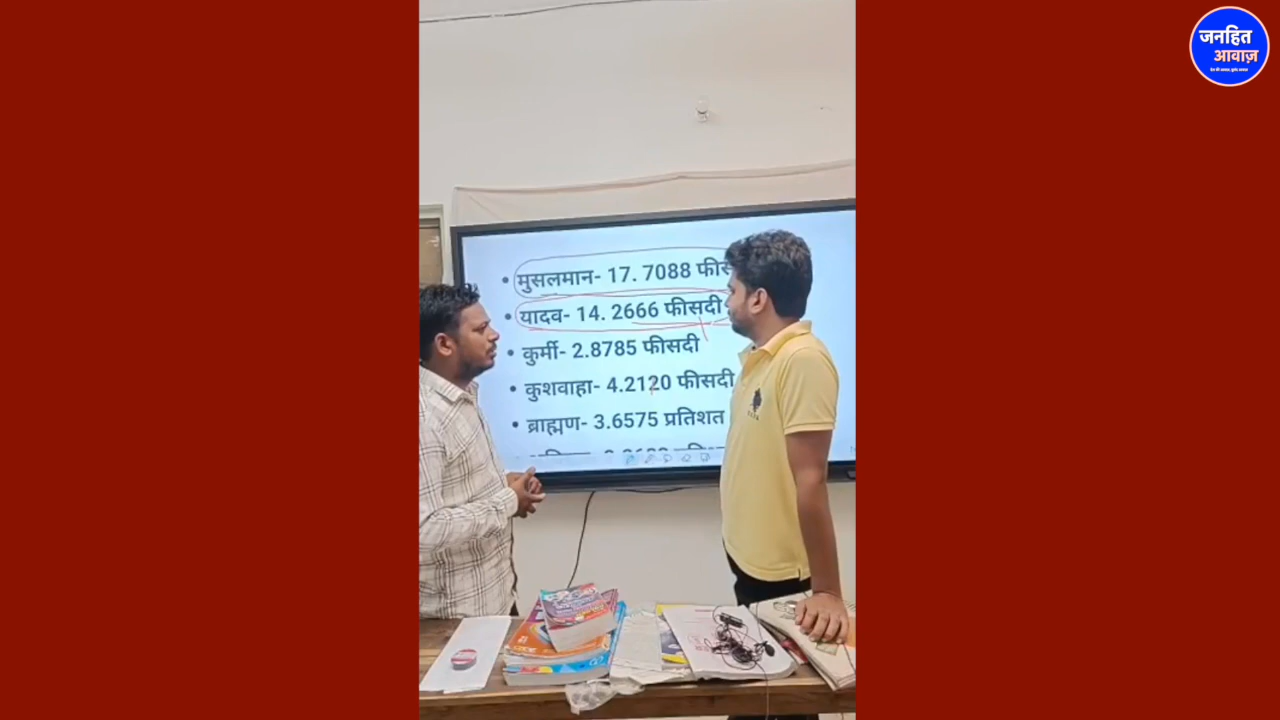 जनहित
आवाज़
• मुसलमान- 17. 7088
• यादव- 14. 2666 फीसदी
• कुर्मी- 2.8785 फीसदी
• कुशवाहा- 4.2120 फीसदी
• ब्राह्मण- 3.6575 प्रतिशत